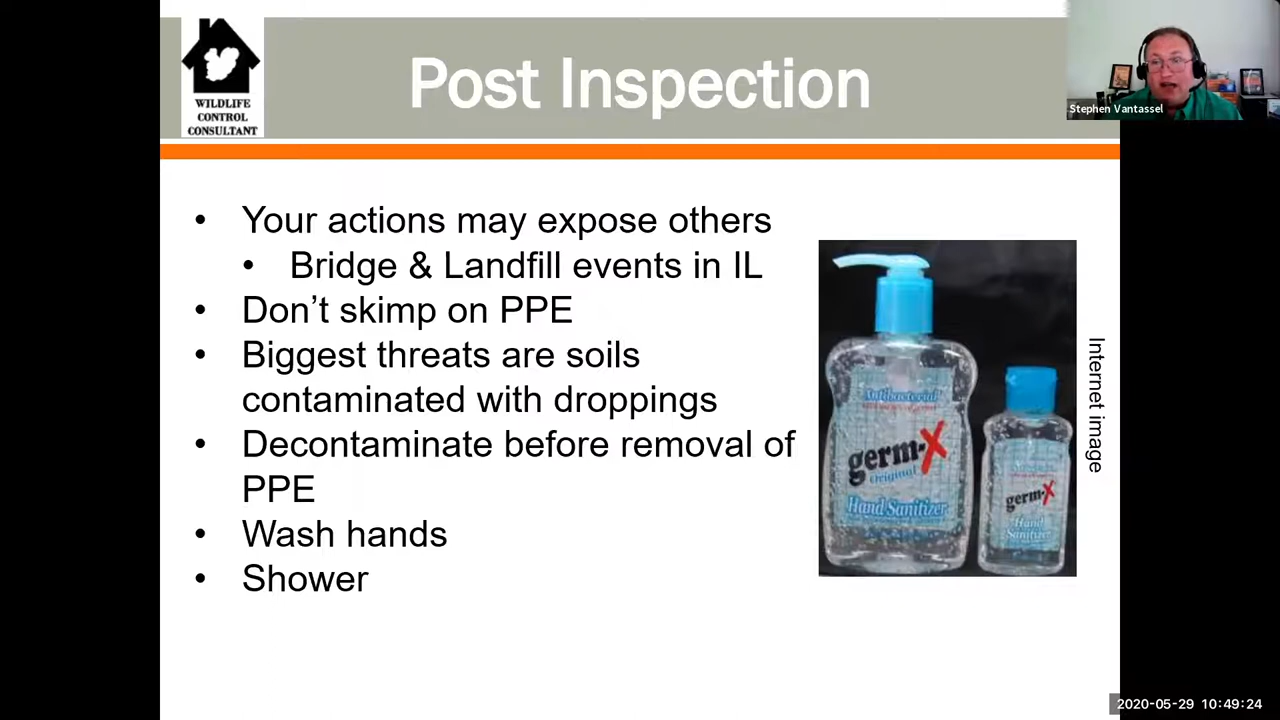 WILDLIFE
CONTROL
CONSULTANT
Post Inspection
Stephen Vantassel
• Your actions may expose others
• Bridge & Landfill events in IL
• Don’t skimp on PPE
• Biggest threats are soils
contaminated with droppings
• Decontaminate before removal of
PPE
• Wash hands
• Shower
Antibacterial
germ-X
Original
Hand Sanitizer
germ-X
Hand
Sanitizer
Internet image
2020-05-29 10:49:24